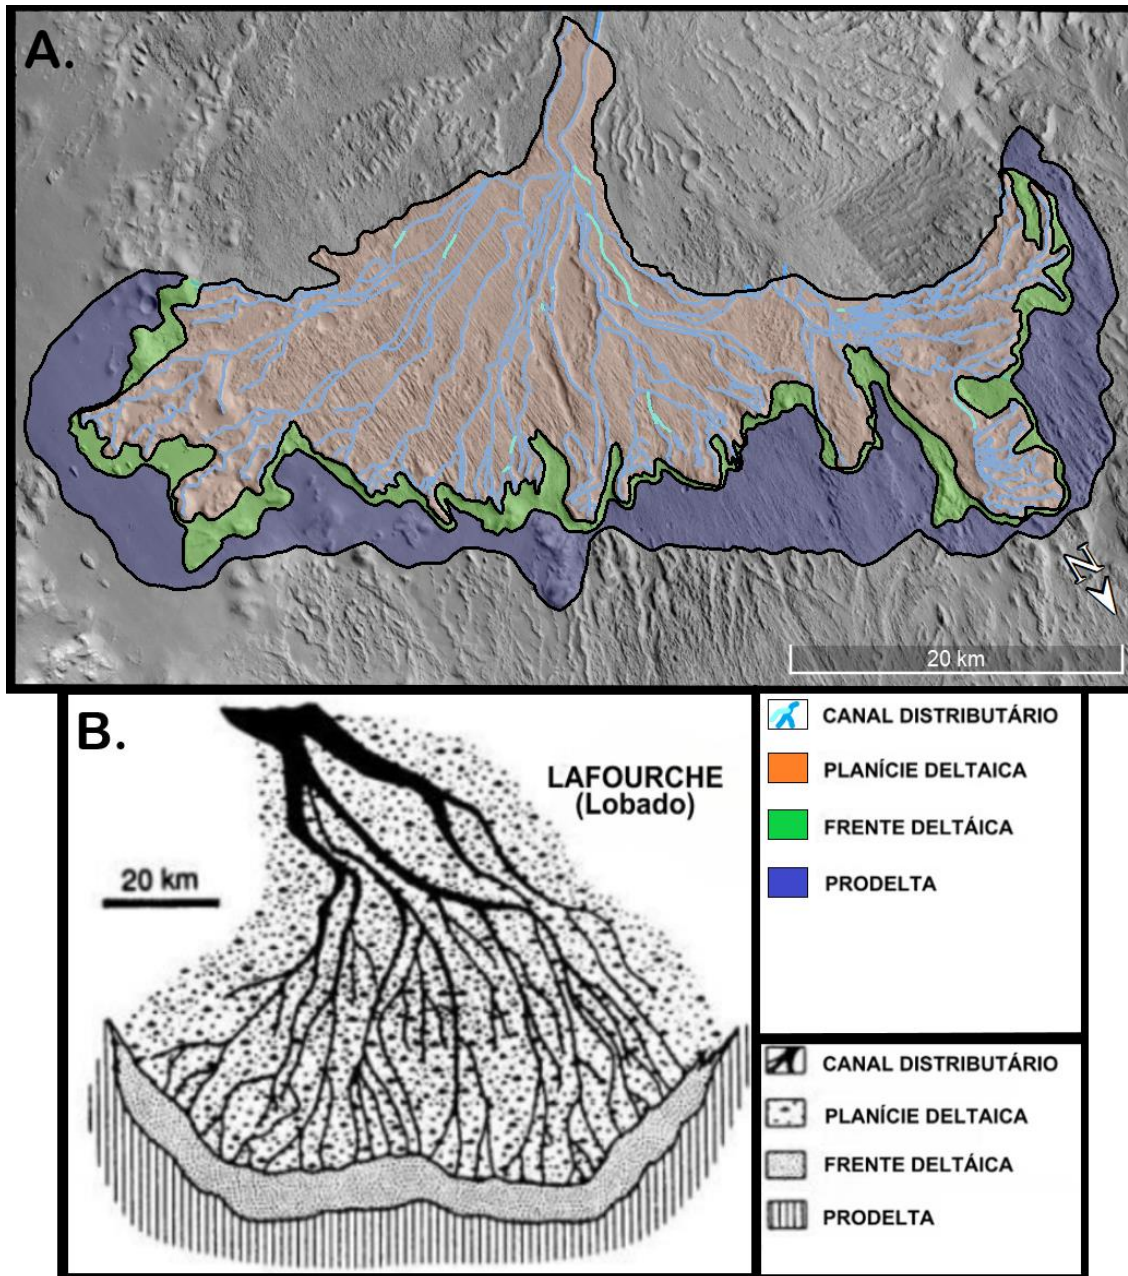 A.
N
20 km
B.
LAFOURCHE
(Lobado)
20 km
CANAL DISTRIBUTÁRIO
PLANÍCIE DELTAICA
FRENTE DELTÁICA
PRODELTA
CANAL DISTRIBUTÁRIO
PLANÍCIE DELTAICA
FRENTE DELTÁICA
PRODELTA